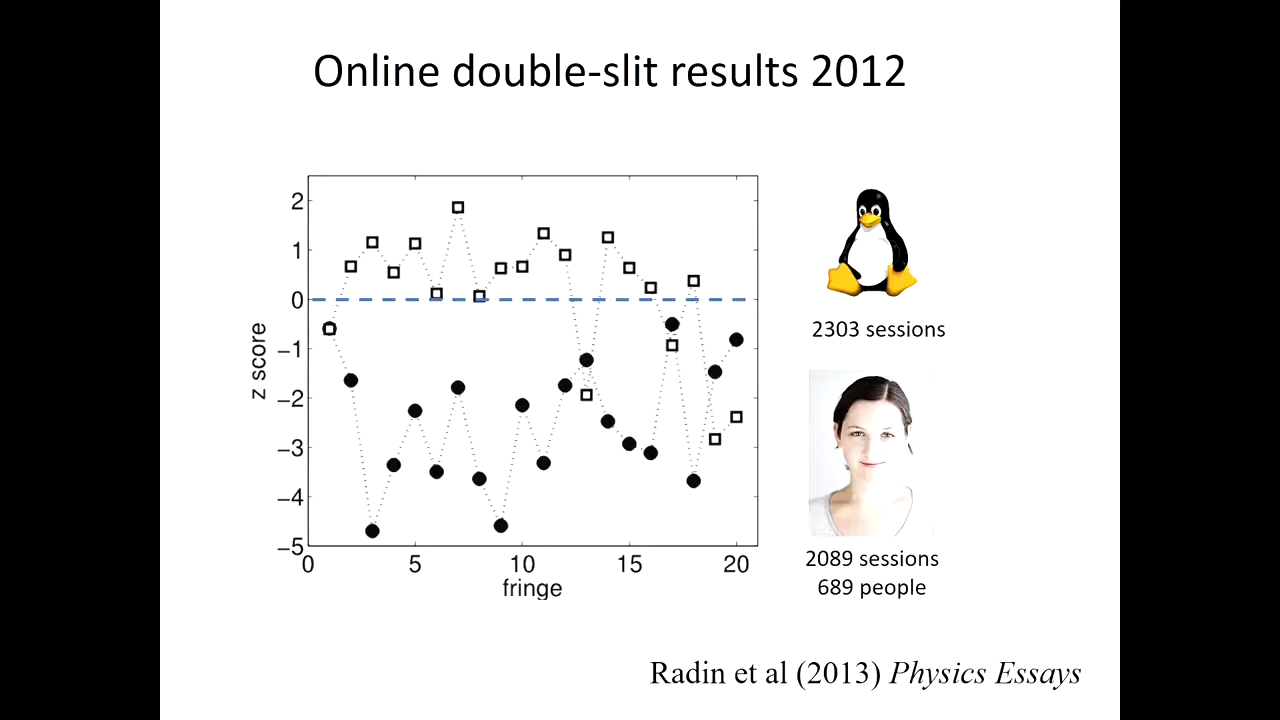 Online double-slit results 2012
2
1
0
−1
−2
−3
−4
−5
z score
0 5 10 15 20
fringe
2303 sessions
2089 sessions
689 people
Radin et al (2013) Physics Essays